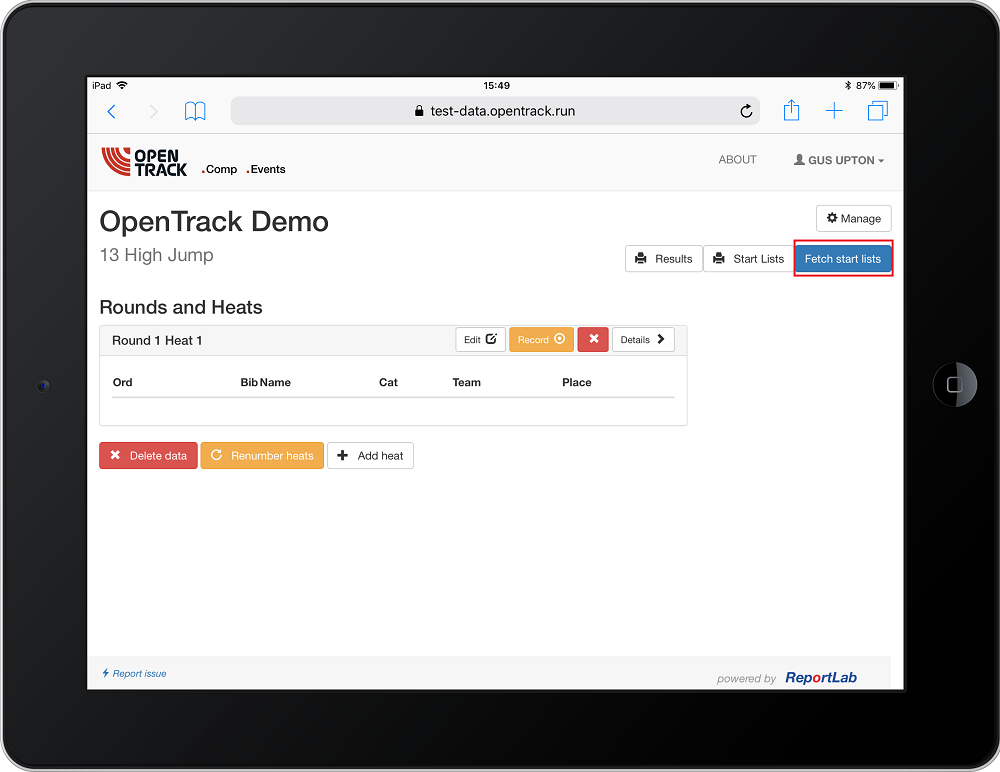 iPad 15:49 87%
test-data.opentrack.run
OPEN TRACK .Comp .Events ABOUT GUS UPTON
OpenTrack Demo
Manage
13 High Jump
Results Start Lists Fetch start lists
Rounds and Heats
Round 1 Heat 1 Edit Record Details
Ord Bib Name Cat Team Place
Delete data Renumber heats Add heat
Report issue
powered by ReportLab